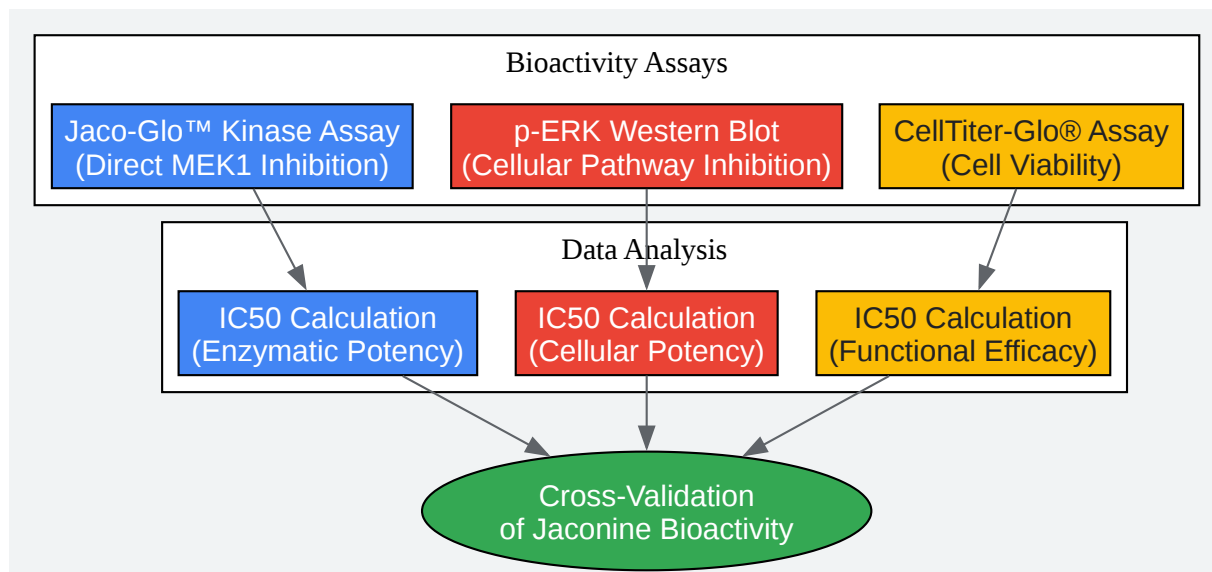 Bioactivity Assays
Jaco-Glo™ Kinase Assay
(Direct MEK1 Inhibition)
p-ERK Western Blot
(Cellular Pathway Inhibition)
CellTiter-Glo® Assay
(Cell Viability)
Data Analysis
IC50 Calculation
(Enzymatic Potency)
IC50 Calculation
(Cellular Potency)
IC50 Calculation
(Functional Efficacy)
Cross-Validation
of Jaconine Bioactivity